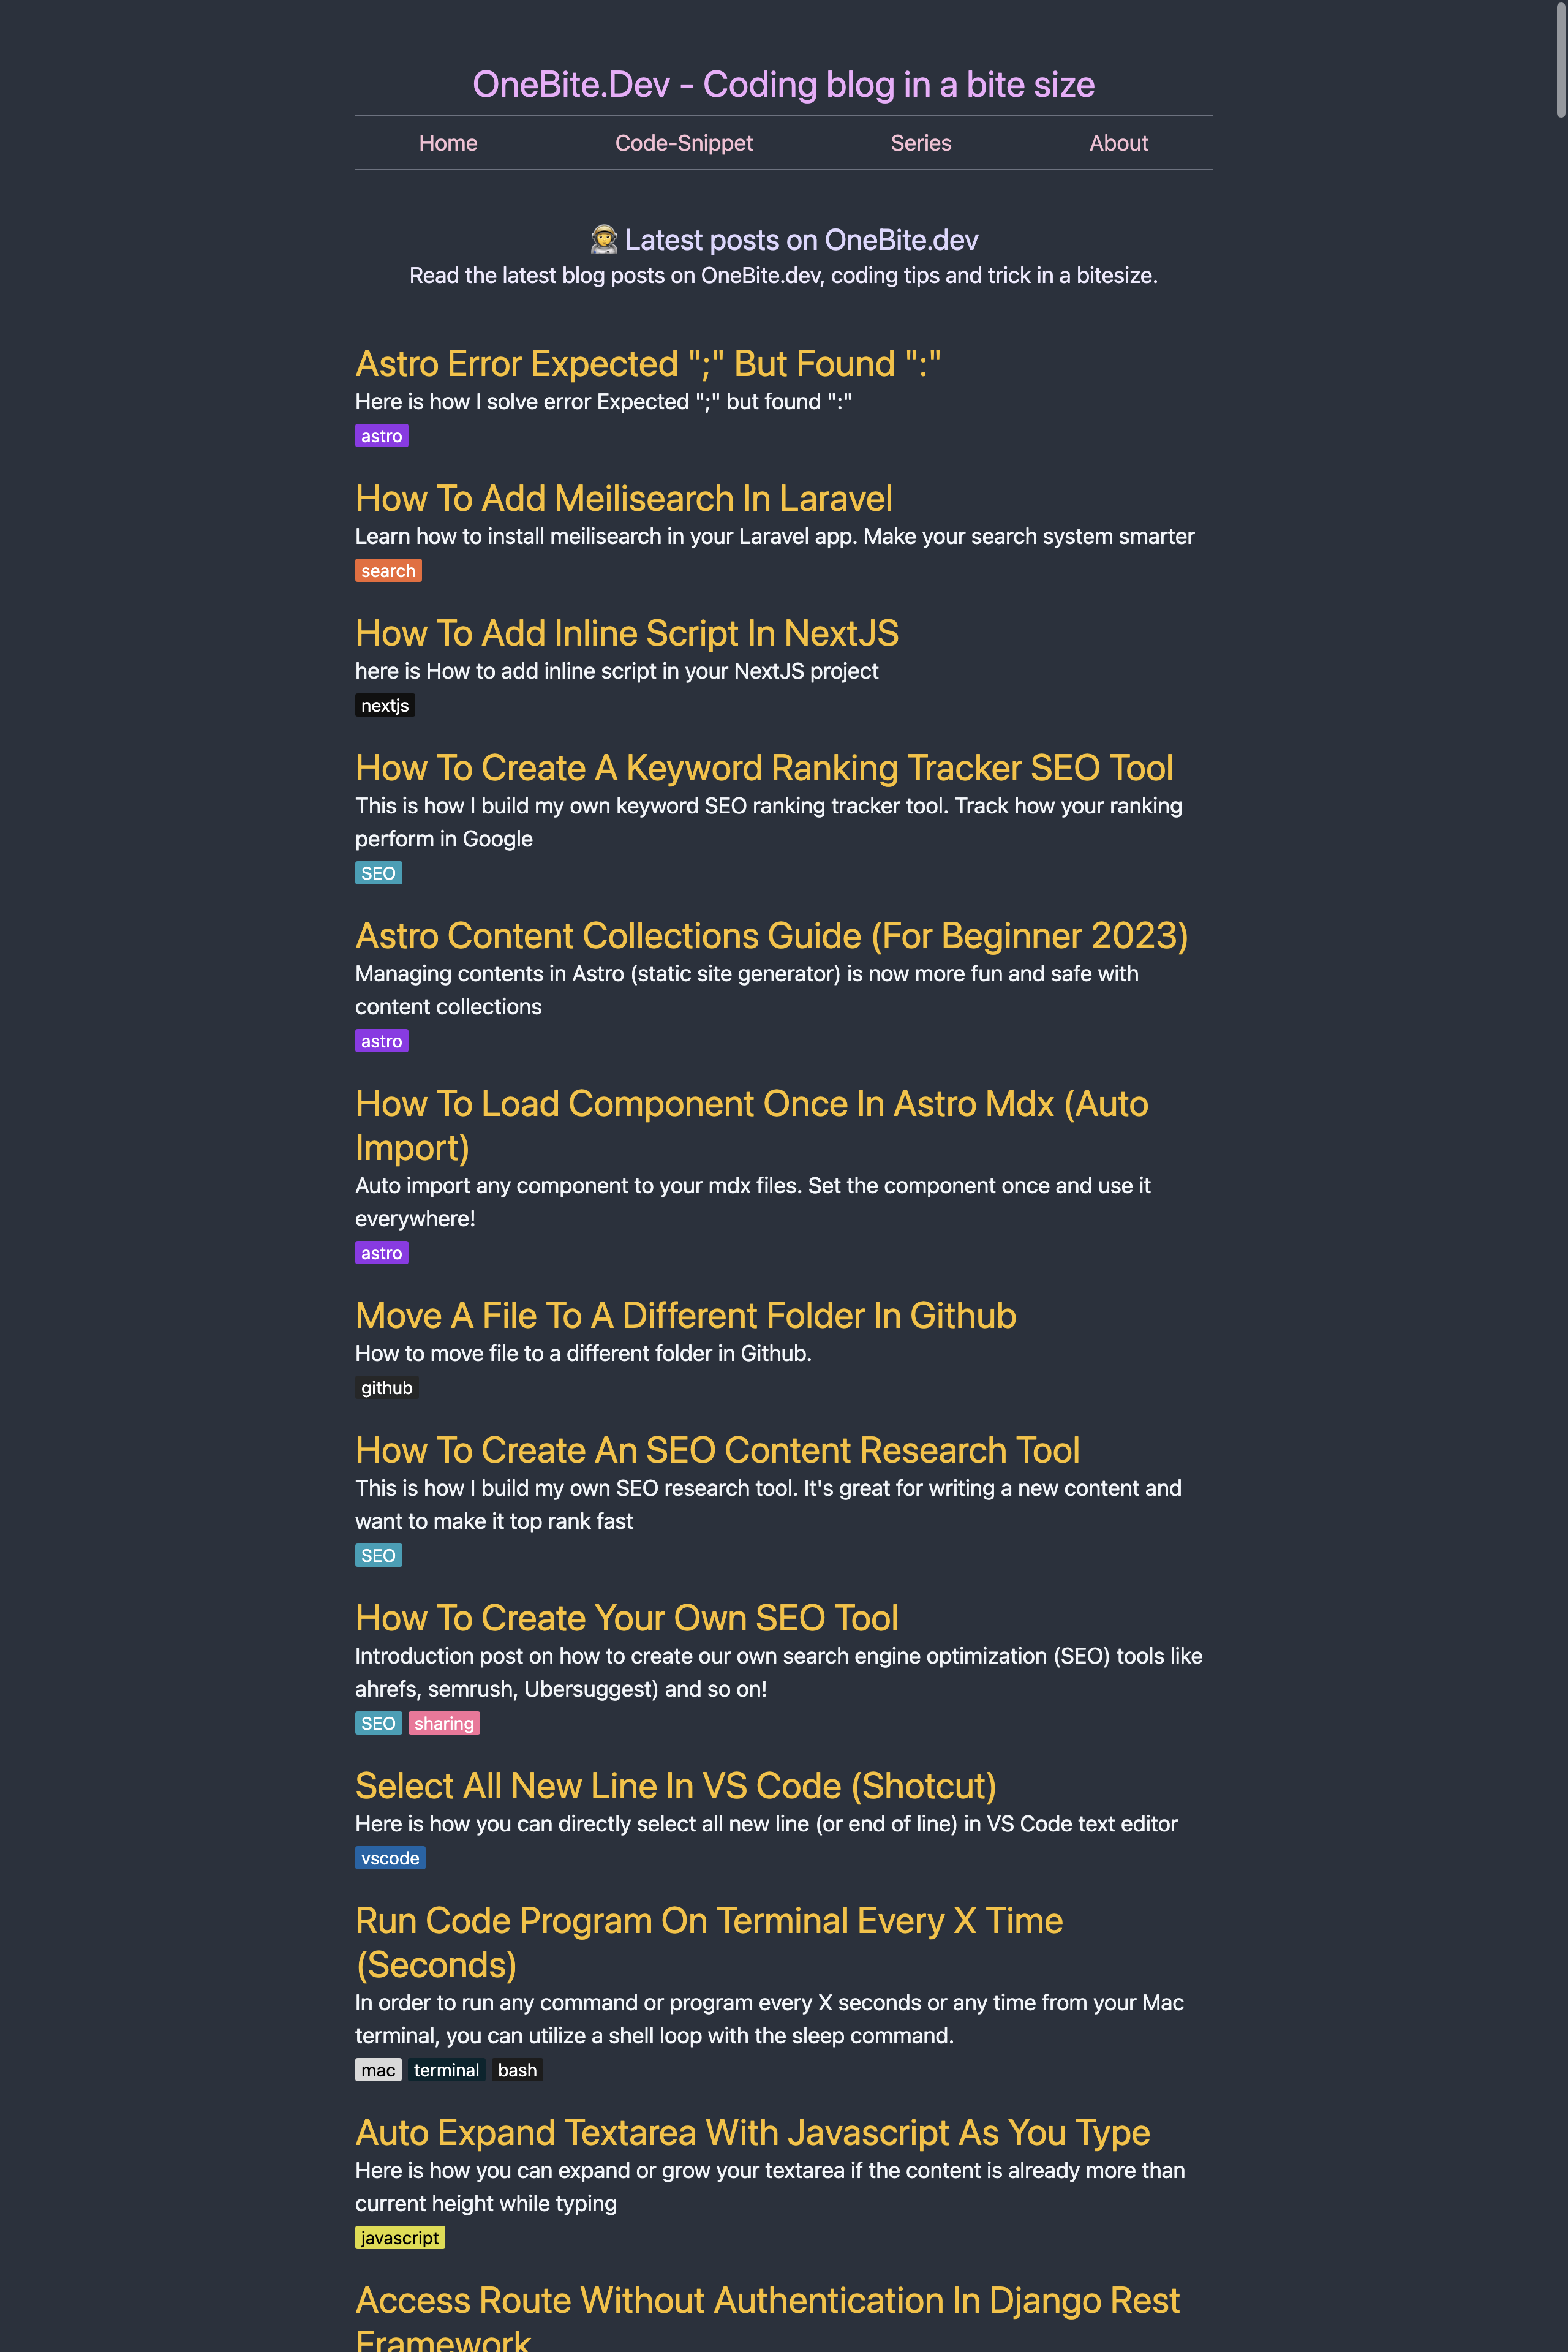 OneBite.Dev - Coding blog in a bite size
Home Code-Snippet Series About
Latest posts on OneBite.dev
Read the latest blog posts on OneBite.dev, coding tips and trick in a bitesize.
Astro Error Expected ";" But Found ":"
Here is how I solve error Expected ";" but found ":"
astro
How To Add Meilisearch In Laravel
Learn how to install meilisearch in your Laravel app. Make your search system smarter
search
How To Add Inline Script In NextJS
here is How to add inline script in your NextJS project
nextjs
How To Create A Keyword Ranking Tracker SEO Tool
This is how I build my own keyword SEO ranking tracker tool. Track how your ranking
perform in Google
SEO
Astro Content Collections Guide (For Beginner 2023)
Managing contents in Astro (static site generator) is now more fun and safe with
content collections
astro
How To Load Component Once In Astro Mdx (Auto
Import)
Auto import any component to your mdx files. Set the component once and use it
everywhere!
astro
Move A File To A Different Folder In Github
How to move file to a different folder in Github.
github
How To Create An SEO Content Research Tool
This is how I build my own SEO research tool. It's great for writing a new content and
want to make it top rank fast
SEO
How To Create Your Own SEO Tool
Introduction post on how to create our own search engine optimization (SEO) tools like
ahrefs, semrush, Ubersuggest) and so on!
SEO sharing
Select All New Line In VS Code (Shotcut)
Here is how you can directly select all new line (or end of line) in VS Code text editor
vscode
Run Code Program On Terminal Every X Time
(Seconds)
In order to run any command or program every X seconds or any time from your Mac
terminal, you can utilize a shell loop with the sleep command.
mac terminal bash
Auto Expand Textarea With Javascript As You Type
Here is how you can expand or grow your textarea if the content is already more than
current height while typing
javascript
Access Route Without Authentication In Django Rest
Framework